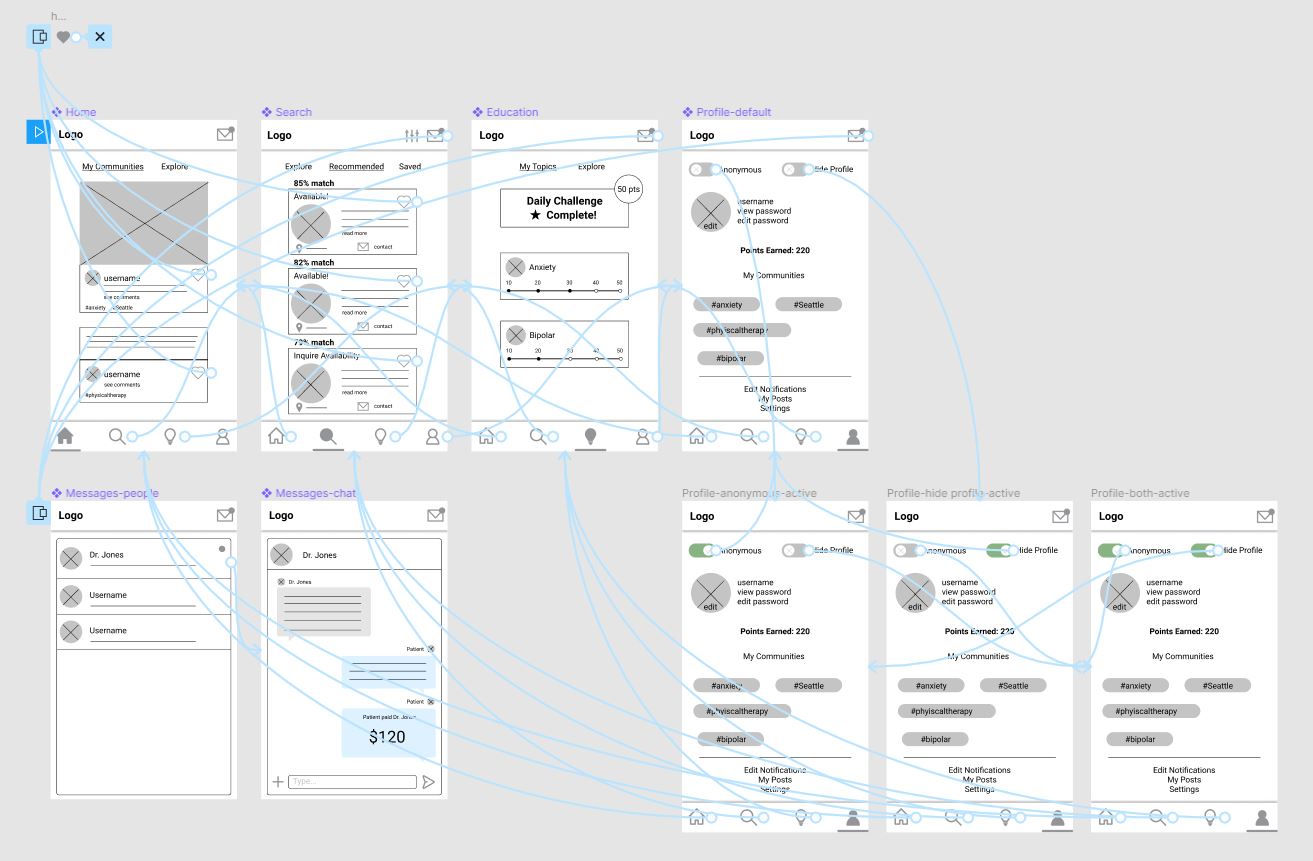 h...
Home
Logo
My Communities Explore
username
see comments
#anxiety #Seattle
username
see comments
#physicaltherapy
Search
Logo
Explore Recommended Saved
85% match
Available!
read more
contact
82% match
Available!
read more
contact
79% match
Inquire Availability
read more
contact
Education
Logo
My Topics Explore
50 pts
Daily Challenge
★ Complete!
Anxiety
10 20 30 40 50
Bipolar
10 20 30 40 50
Profile-default
Logo
Anonymous Hide Profile
username
view password
edit password
edit
Points Earned: 220
My Communities
#anxiety #Seattle
#phyiscaltherapy
#bipolar
Edit Notifications
My Posts
Settings
Messages-people
Logo
Dr. Jones
Username
Username
Messages-chat
Logo
Dr. Jones
Dr. Jones
Patient
Patient
Patient paid Dr. Jones
$120
Type...
Profile-anonymous-active
Logo
Anonymous Hide Profile
username
view password
edit password
edit
Points Earned: 220
My Communities
#anxiety #Seattle
#phyiscaltherapy
#bipolar
Edit Notifications
My Posts
Settings
Profile-hide profile-active
Logo
Anonymous Hide Profile
username
view password
edit password
edit
Points Earned: 220
My Communities
#anxiety #Seattle
#phyiscaltherapy
#bipolar
Edit Notifications
My Posts
Settings
Profile-both-active
Logo
Anonymous Hide Profile
username
view password
edit password
edit
Points Earned: 220
My Communities
#anxiety #Seattle
#phyiscaltherapy
#bipolar
Edit Notifications
My Posts
Settings